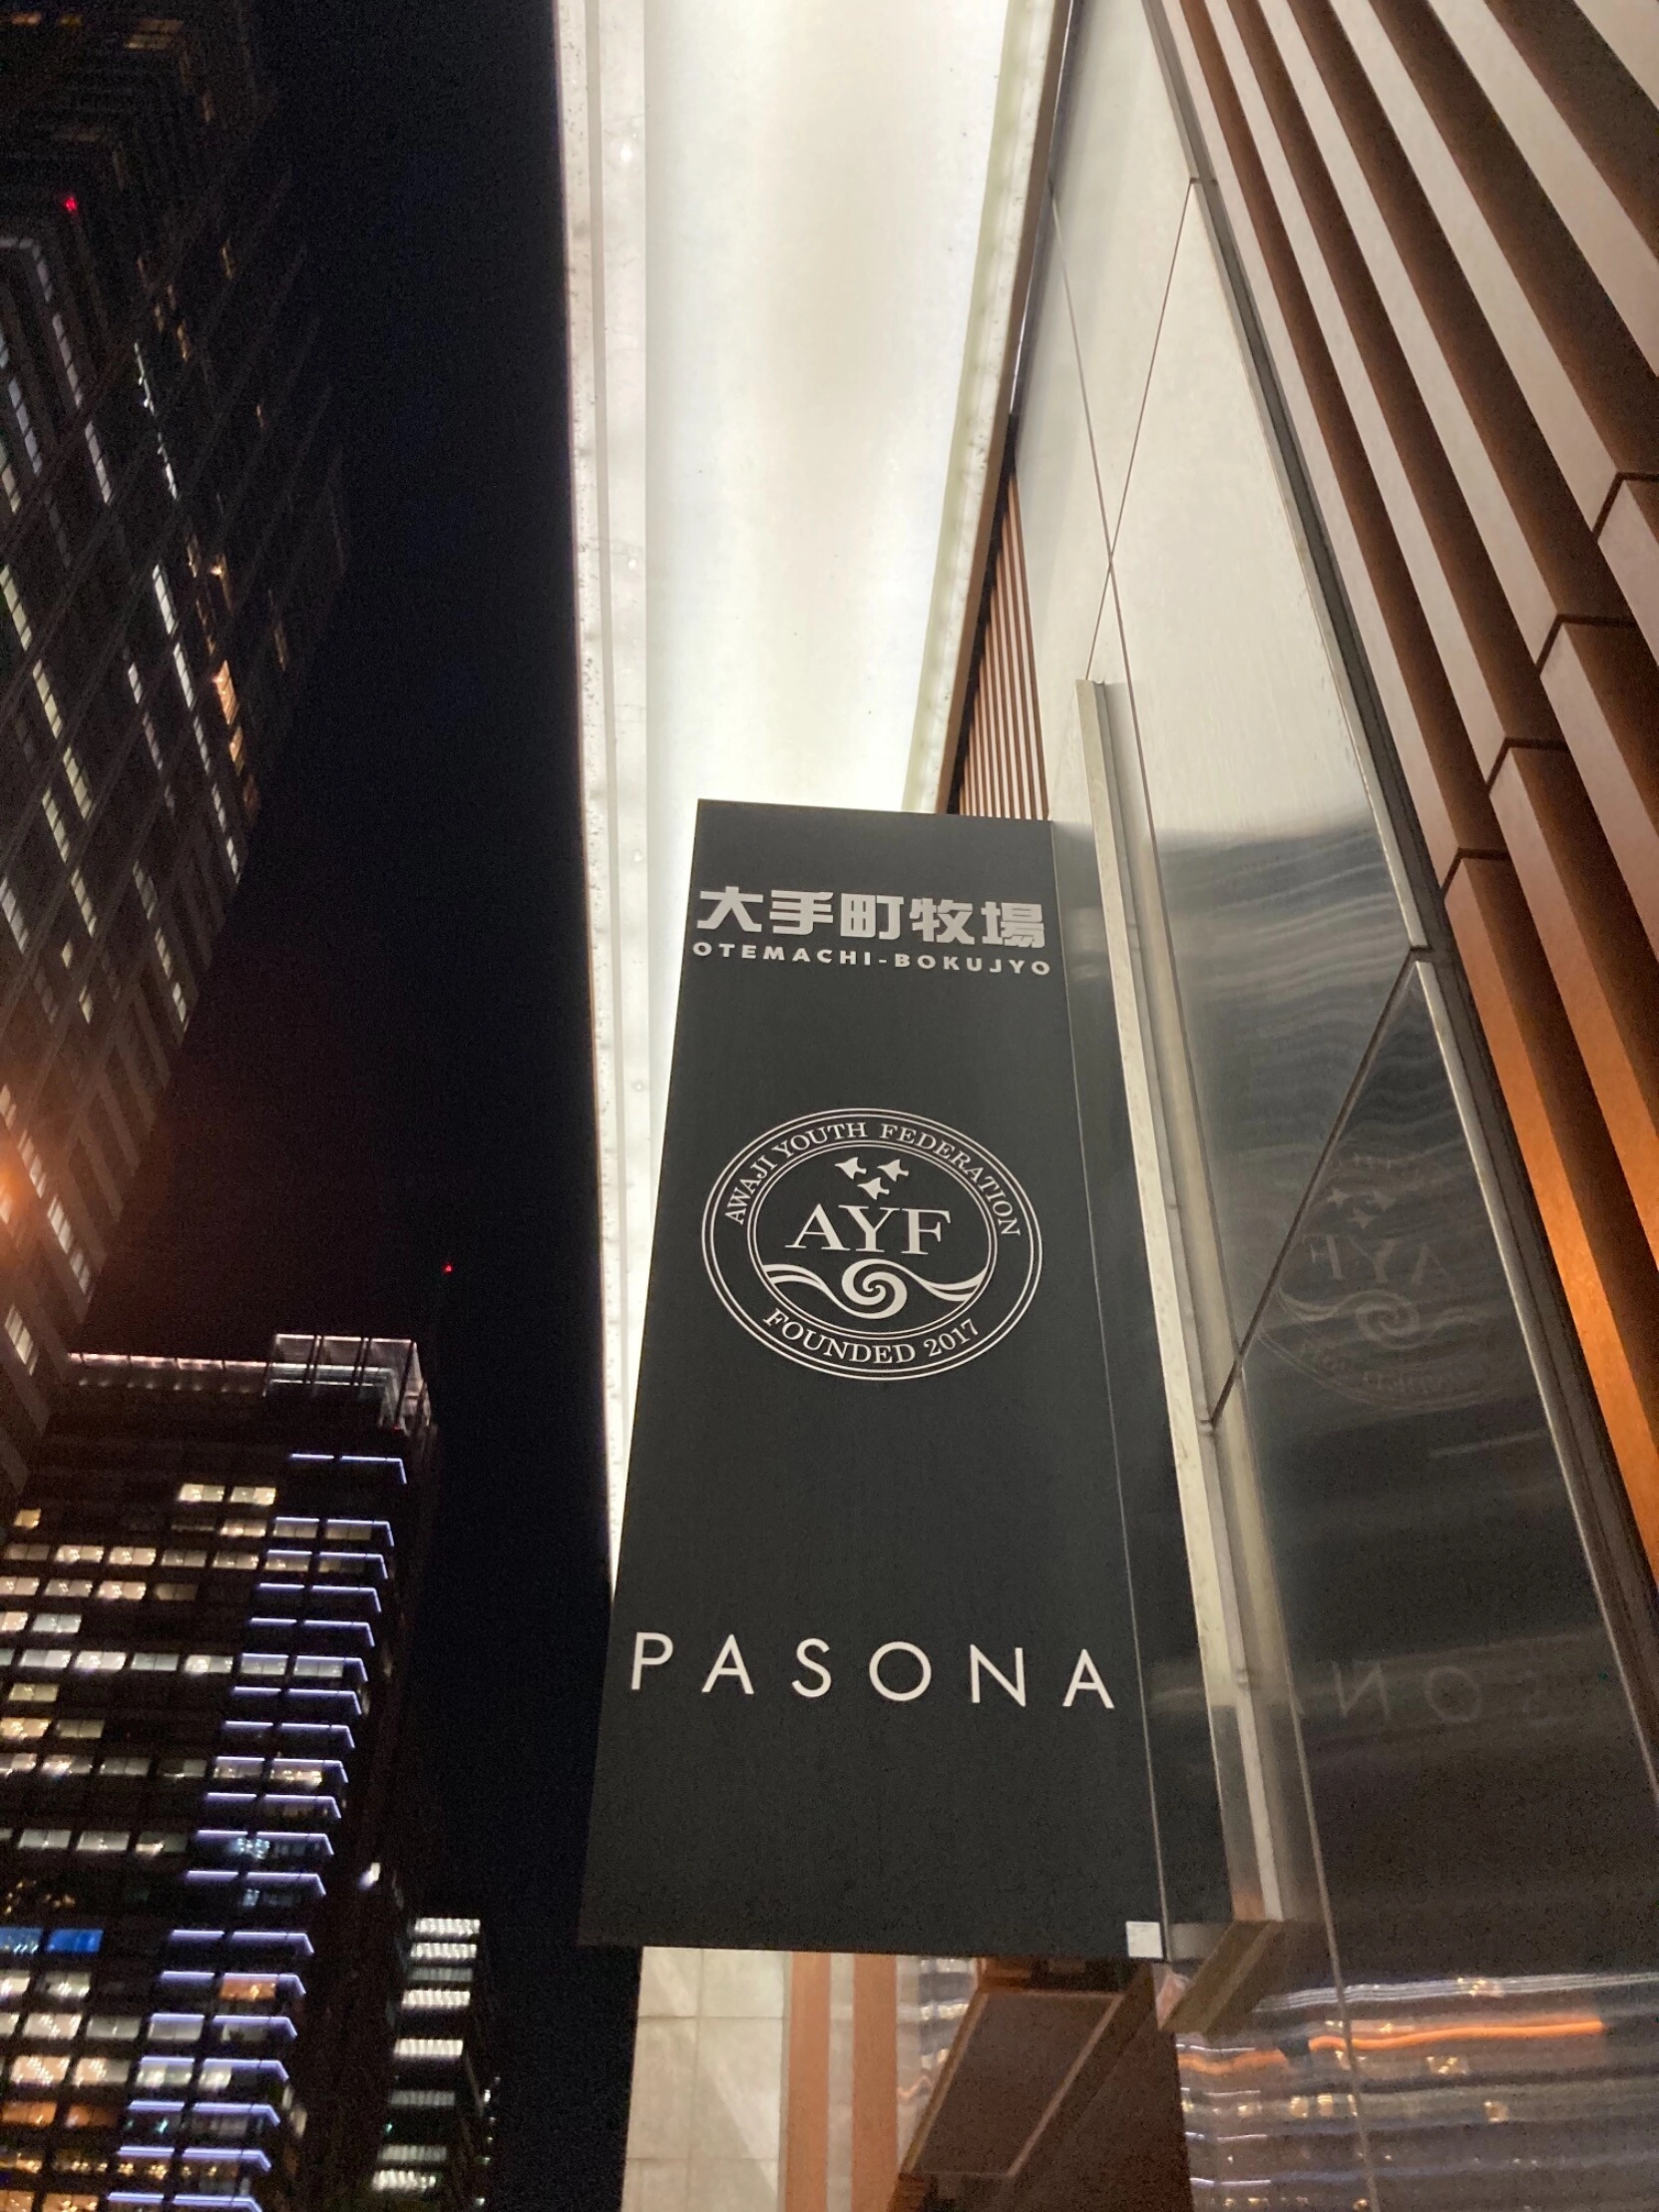 大手町牧場
OTEMACHI-BOKUJYO
AWAJI YOUTH FEDERATION
AYF
FOUNDED 2017
PASONA